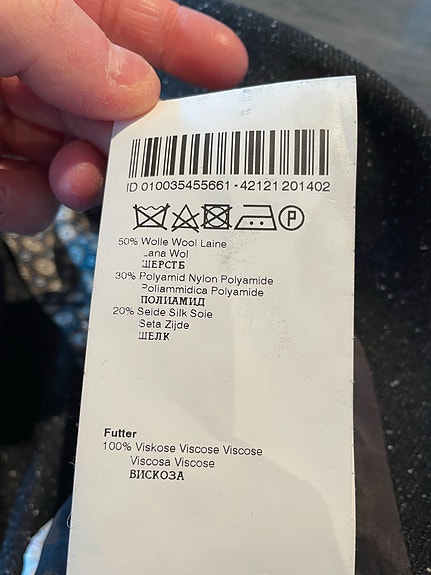 ID 010035455661 - 42121 201402
P
50% Wolle Wool Laine
Lana Wol
ШЕРСТБ
30% Polyamid Nylon Polyamide
Poliammidica Polyamide
ПОЛИАМИД
20% Seide Silk Soie
Seta Zijde
ШЕЛК
Futter
100% Viskose Viscose Viscose
Viscosa Viscose
ВИСКОЗА